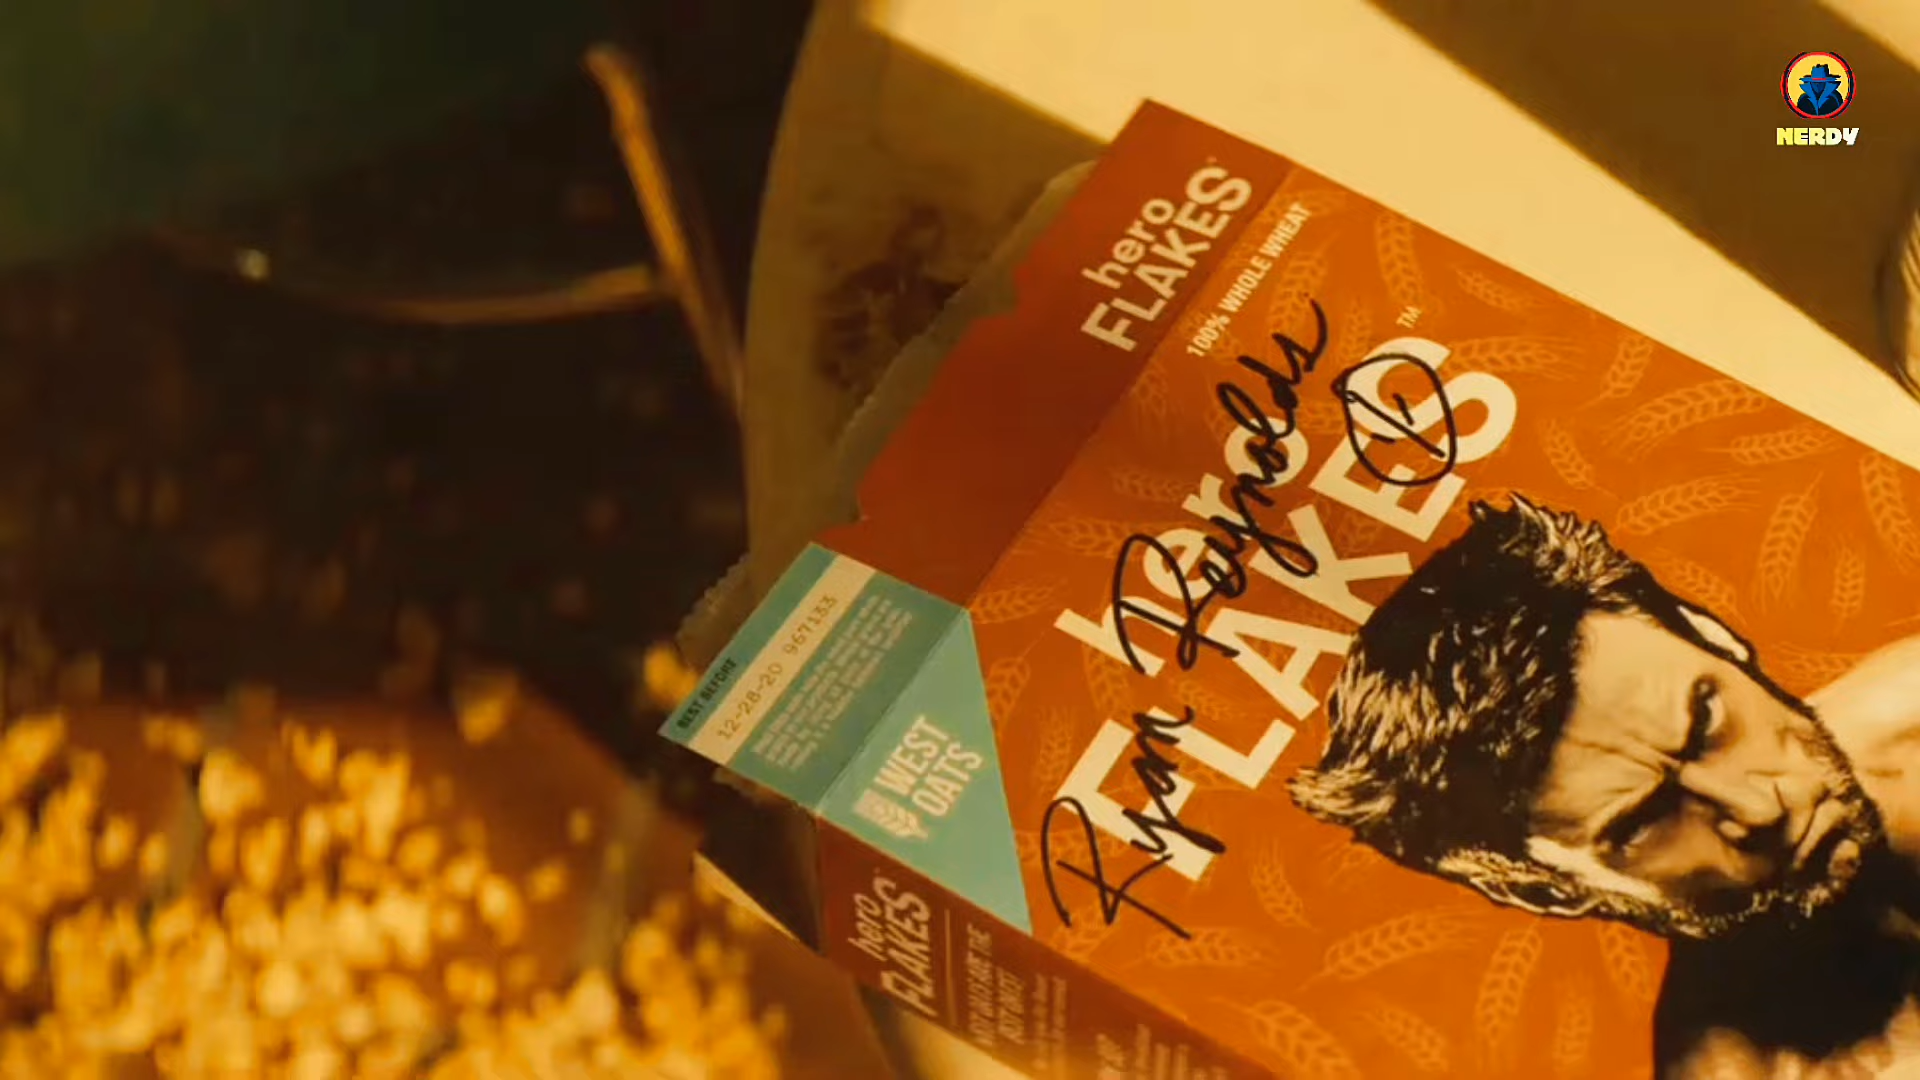 NERDY
hero
FLAKES
100% WHOLE WHEAT
hero
FLAKES
TM
Ryan Reynolds
BEST BEFORE
12-28-20 967133
WEST
OATS
hero
FLAKES